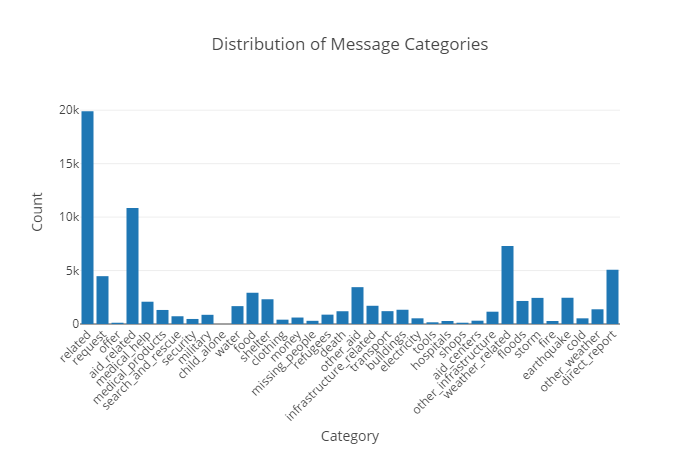 Distribution of Message Categories
Count
20k
15k
10k
5k
0
related
request
offer
aid_related
medical_help
medical_products
search_and_rescue
security
military
child_alone
water
food
shelter
clothing
money
missing_people
refugees
death
other_aid
infrastructure_related
transport
buildings
electricity
tools
hospitals
shops
aid_centers
other_infrastructure
weather_related
floods
storm
fire
earthquake
cold
other_weather
direct_report
Category